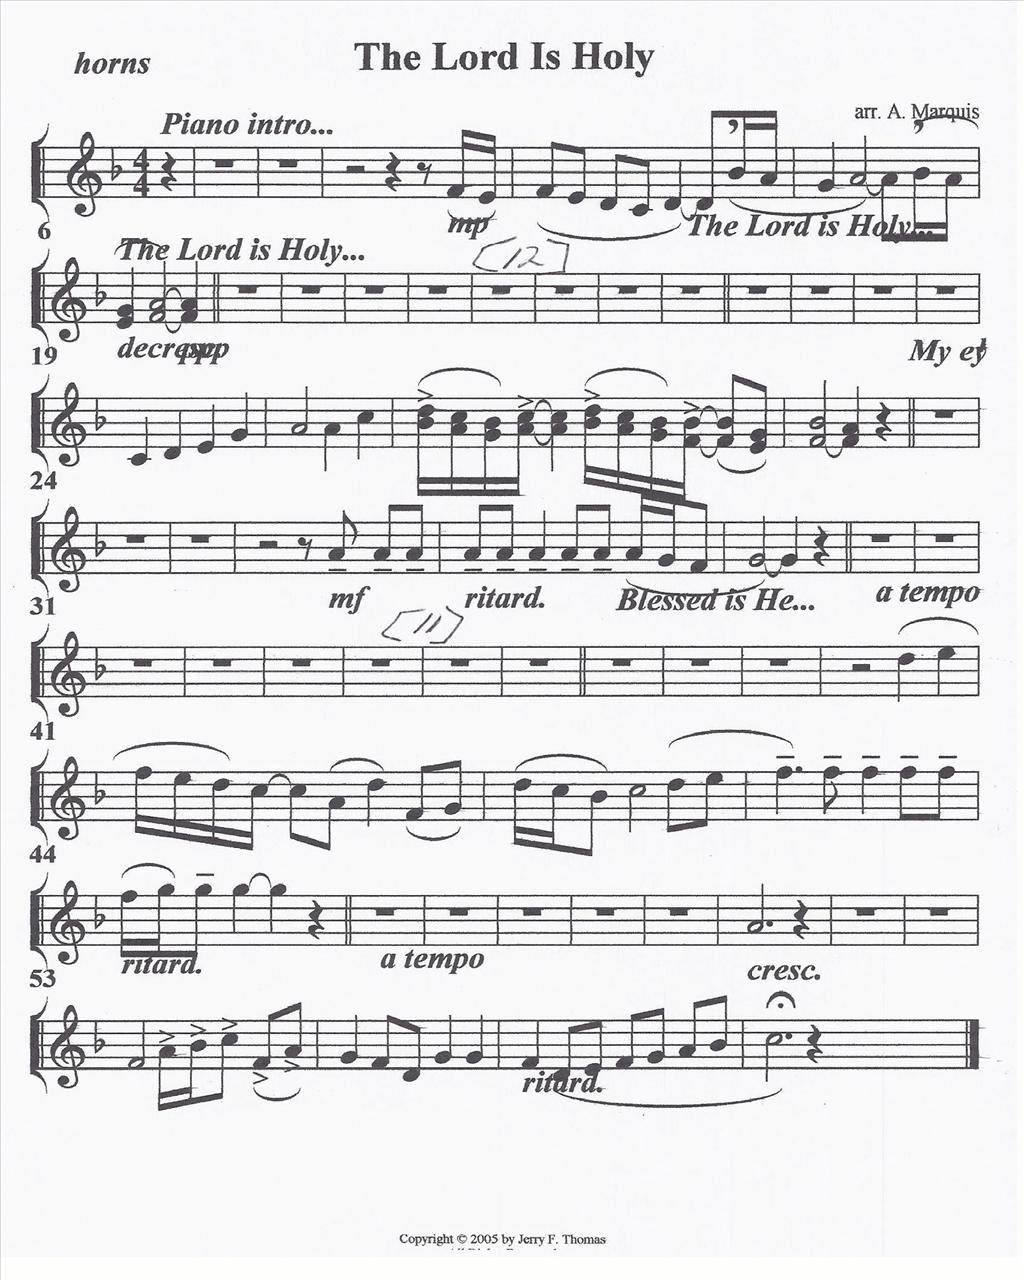 The Lord Is Holy
horns
arr. A. Marquis
Piano intro...
mp
The Lord is Holy...
6
The Lord is Holy...
[12]
decresc
ppp
My
19
24
mf
ritard.
Blessed is He...
a tempo
31
[11]
41
44
ritard.
a tempo
cresc.
53
ritard.
Copyright © 2005 by Jerry F. Thomas